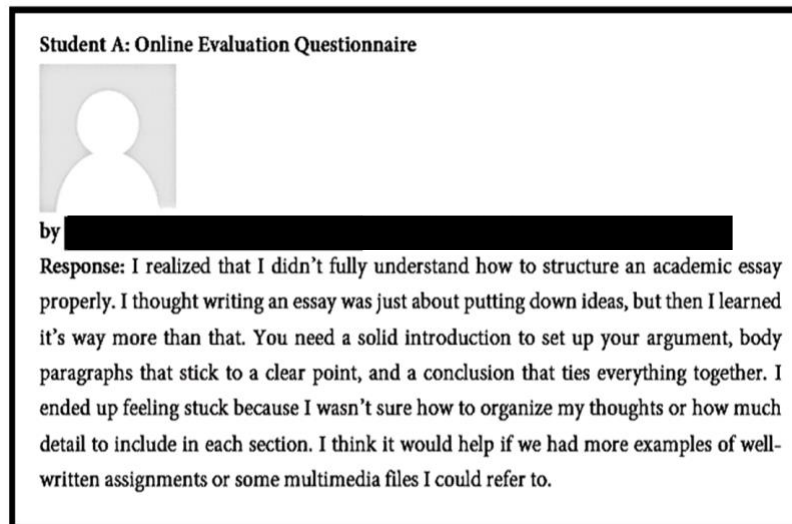 Student A: Online Evaluation Questionnaire
by
Response: I realized that I didn't fully understand how to structure an academic essay
properly. I thought writing an essay was just about putting down ideas, but then I learned
it's way more than that. You need a solid introduction to set up your argument, body
paragraphs that stick to a clear point, and a conclusion that ties everything together. I
ended up feeling stuck because I wasn't sure how to organize my thoughts or how much
detail to include in each section. I think it would help if we had more examples of well-
written assignments or some multimedia files I could refer to.